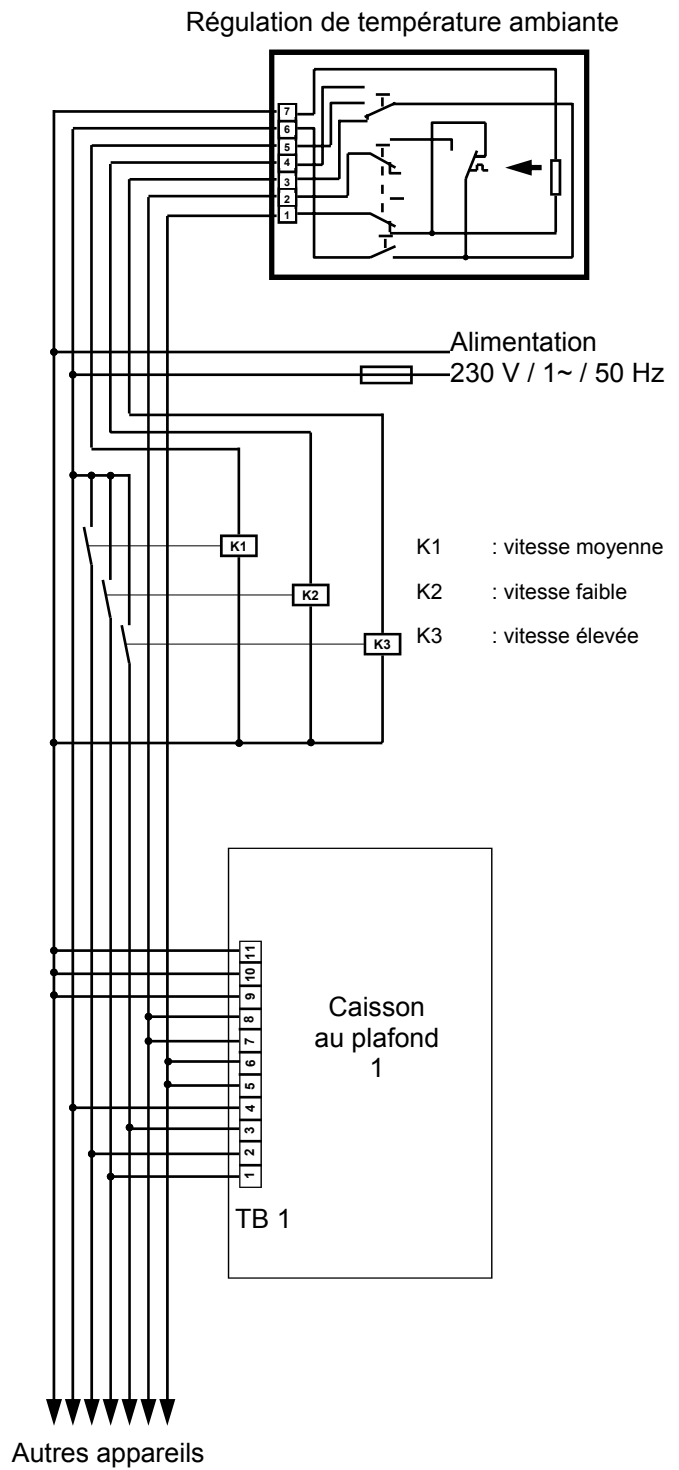 Régulation de température ambiante
7
6
5
4
3
2
1
Alimentation
230 V / 1~ / 50 Hz
K1
K2
K3
K1 : vitesse moyenne
K2 : vitesse faible
K3 : vitesse élevée
11
10
9
8
7
6
5
4
3
2
1
Caisson
au plafond
1
TB 1
Autres appareils